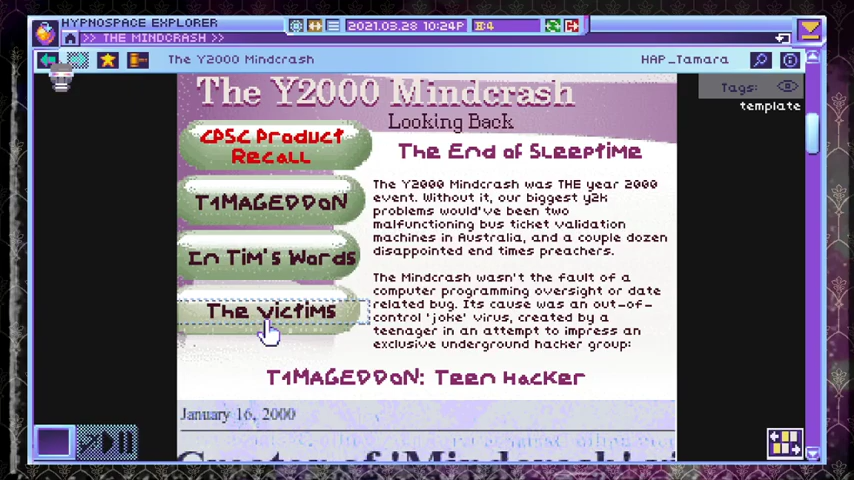 HYPNOSPACE EXPLORER
2021.03.28 10:24P
>> THE MINDCRASH >>
The Y2000 Mindcrash
HAP_Tamara
Tags:
template
The Y2000 Mindcrash
Looking Back
CPSC Product
Recall
T1MAGEDDoN
In Tim's Words
The victims
The End of Sleeptime
The Y2000 Mindcrash was THE year 2000
event. Without it, our biggest y2k
problems would've been two
malfunctioning bus ticket validation
machines in Australia, and a couple dozen
disappointed end times preachers.
The Mindcrash wasn't the fault of a
computer programming oversight or date
related bug. Its cause was an out-of-
control 'joke' virus, created by a
teenager in an attempt to impress an
exclusive underground hacker group:
T1MAGEDDoN: Teen Hacker
January 16, 2000
Creator of 'Mindcrash'